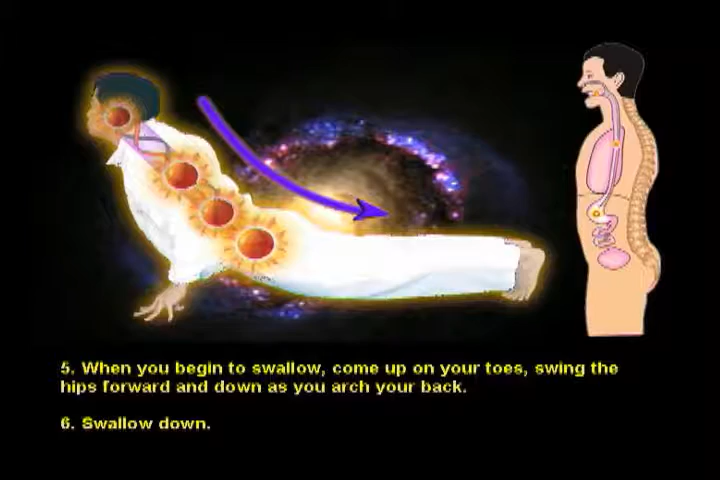 5. When you begin to swallow, come up on your toes, swing the
hips forward and down as you arch your back.
6. Swallow down.